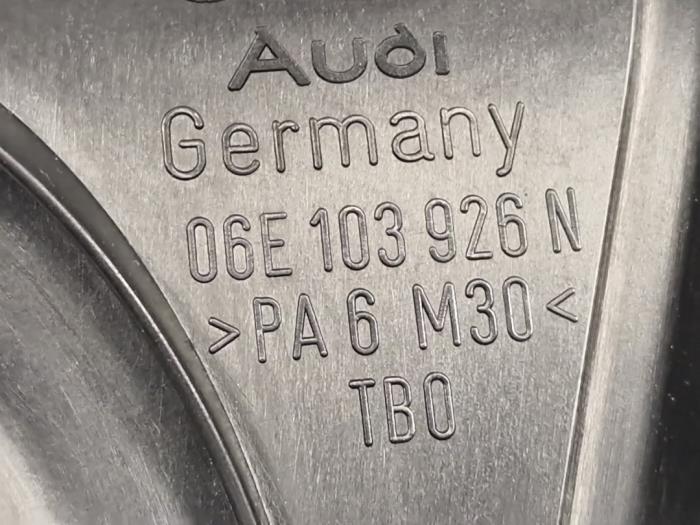 Audi
Germany
06E 103 926 N
>PA 6 M30<
TBO